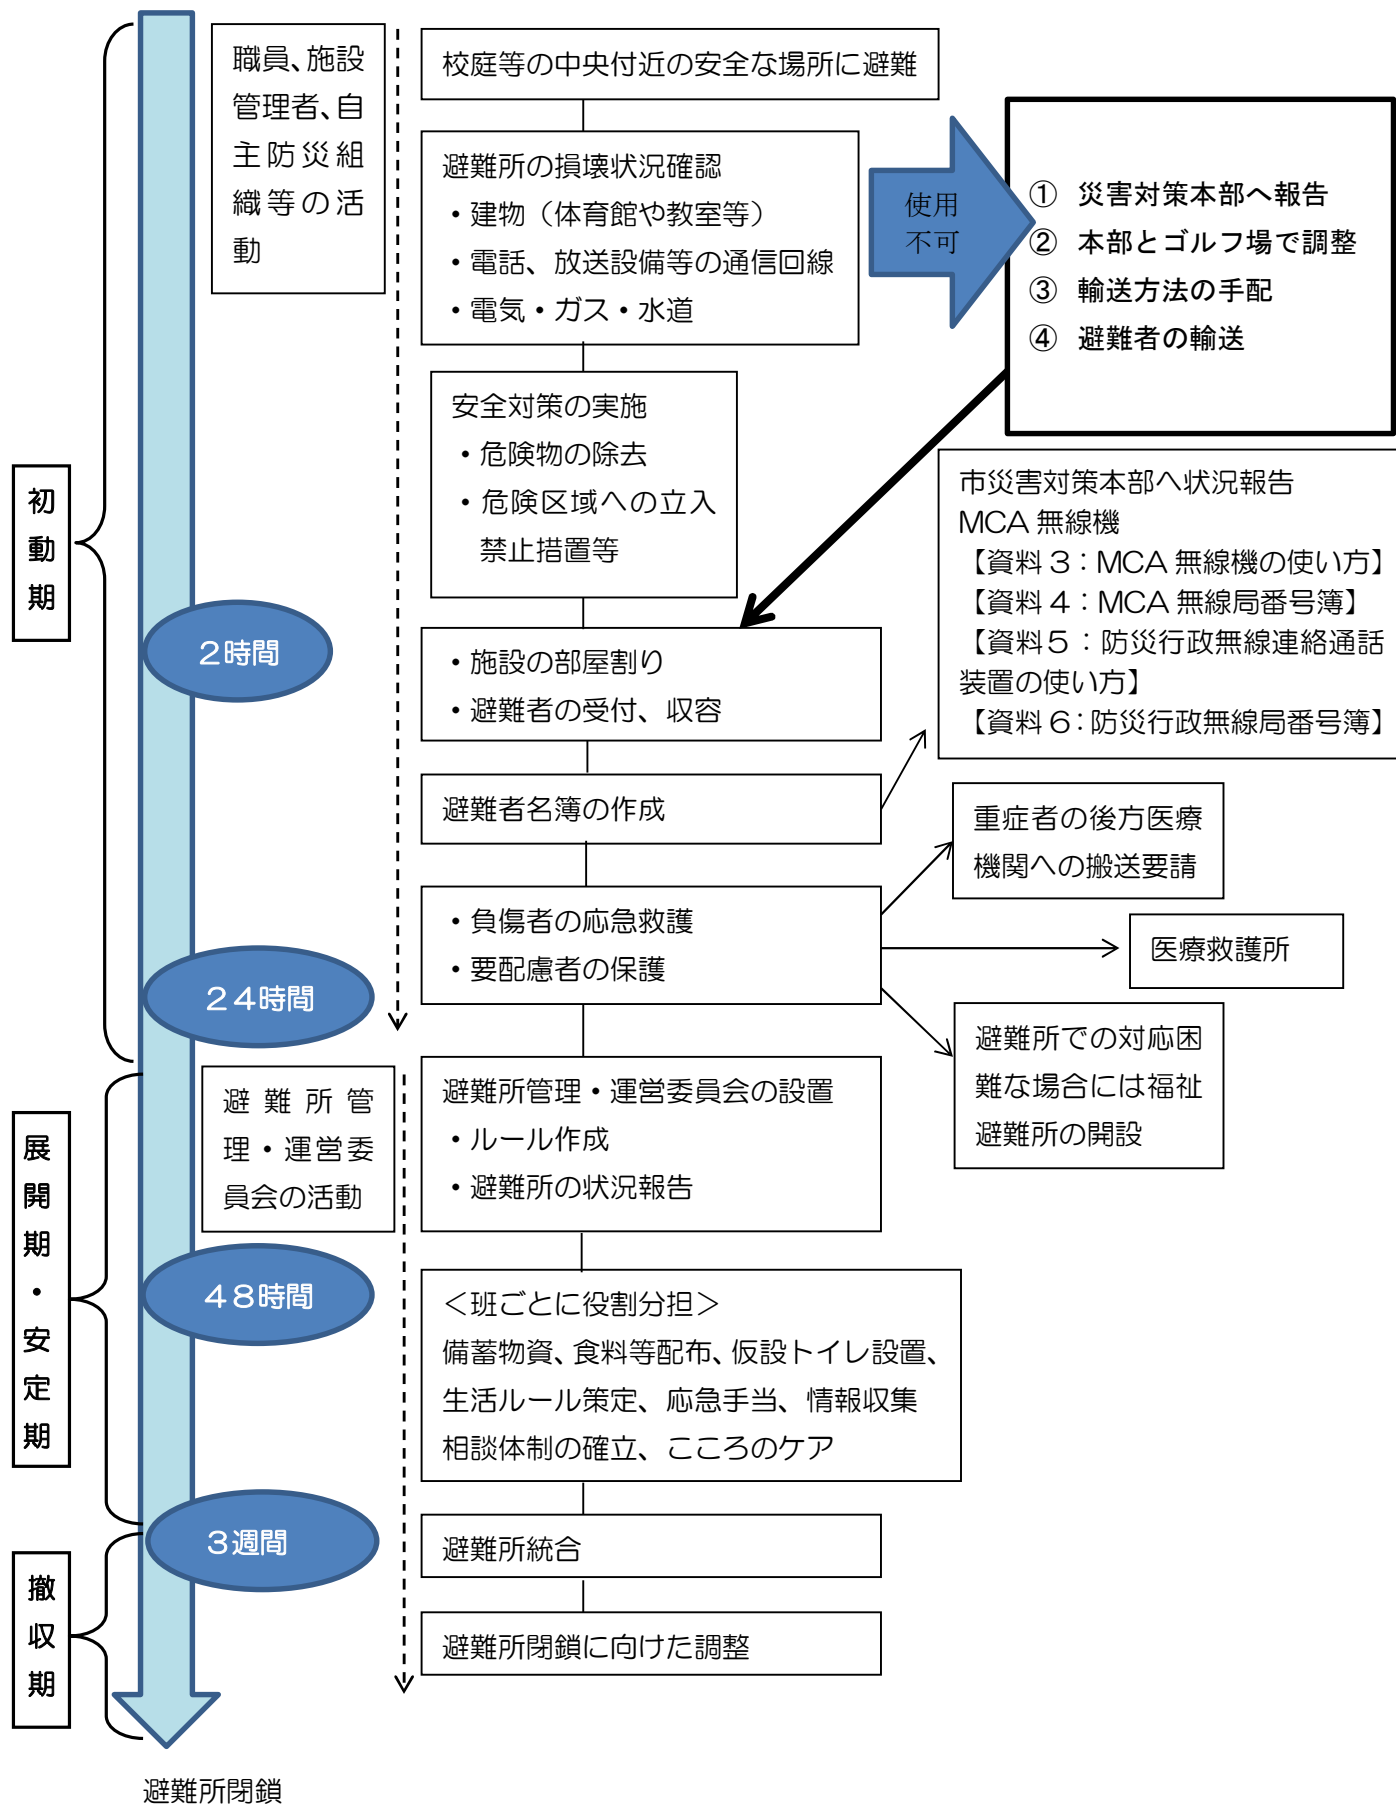 職員、施設
管理者、自
主防災組
織等の活
動
校庭等の中央付近の安全な場所に避難
避難所の損壊状況確認
・建物（体育館や教室等）
・電話、放送設備等の通信回線
・電気・ガス・水道
使用
不可
① 災害対策本部へ報告
② 本部とゴルフ場で調整
③ 輸送方法の手配
④ 避難者の輸送
安全対策の実施
・危険物の除去
・危険区域への立入
禁止措置等
市災害対策本部へ状況報告
MCA 無線機
【資料３：MCA 無線機の使い方】
【資料４：MCA 無線局番号簿】
【資料５：防災行政無線連絡通話
装置の使い方】
【資料６：防災行政無線局番号簿】
初
動
期
２時間
・施設の部屋割り
・避難者の受付、収容
避難者名簿の作成
重症者の後方医療
機関への搬送要請
・負傷者の応急救護
・要配慮者の保護
医療救護所
２４時間
避難所での対応困
難な場合には福祉
避難所の開設
避難所管
理・運営委
員会の活動
避難所管理・運営委員会の設置
・ルール作成
・避難所の状況報告
展
開
期
・
安
定
期
４８時間
＜班ごとに役割分担＞
備蓄物資、食料等配布、仮設トイレ設置、
生活ルール策定、応急手当、情報収集
相談体制の確立、こころのケア
３週間
避難所統合
撤
収
期
避難所閉鎖に向けた調整
避難所閉鎖